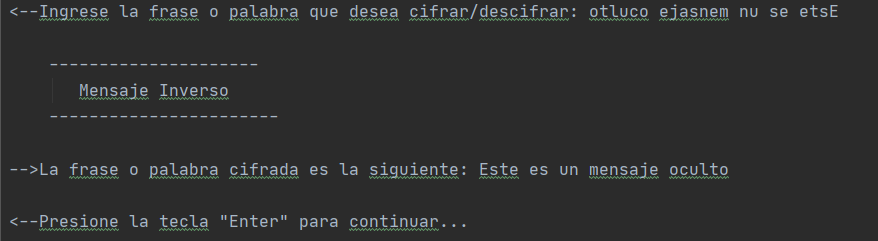 <--Ingrese la frase o palabra que desea cifrar/descifrar: otluco ejasnem nu se etsE
---------------------
Mensaje Inverso
-----------------------
-->La frase o palabra cifrada es la siguiente: Este es un mensaje oculto
<--Presione la tecla "Enter" para continuar...